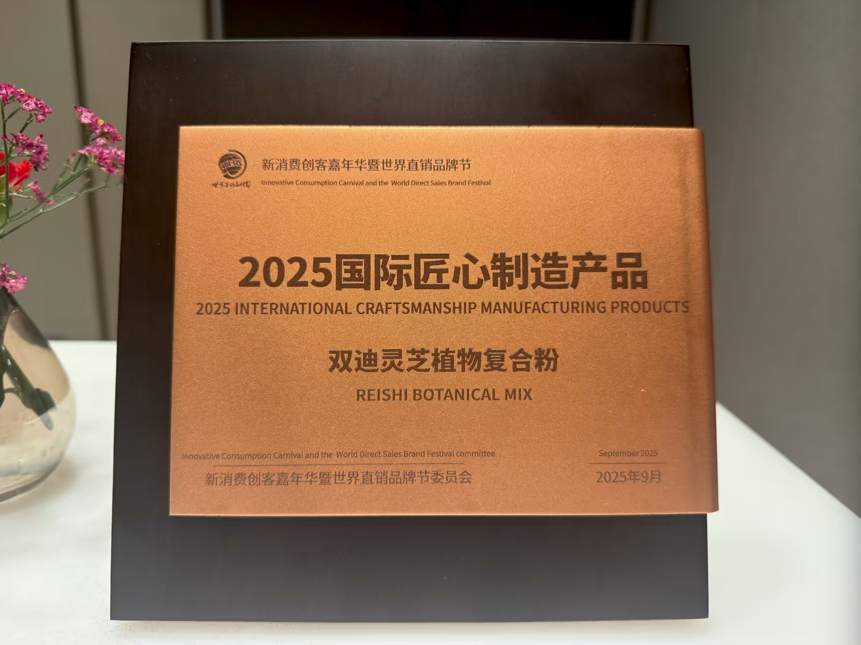 新消费创客嘉年华暨世界直销品牌节
Innovative Consumption Carnival and the World Direct Sales Brand Festival
2025国际匠心制造产品
2025 INTERNATIONAL CRAFTSMANSHIP MANUFACTURING PRODUCTS
双迪灵芝植物复合粉
REISHI BOTANICAL MIX
Innovative Consumption Carnival and the World Direct Sales Brand Festival committee
新消费创客嘉年华暨世界直销品牌节委员会
September 2025
2025年9月